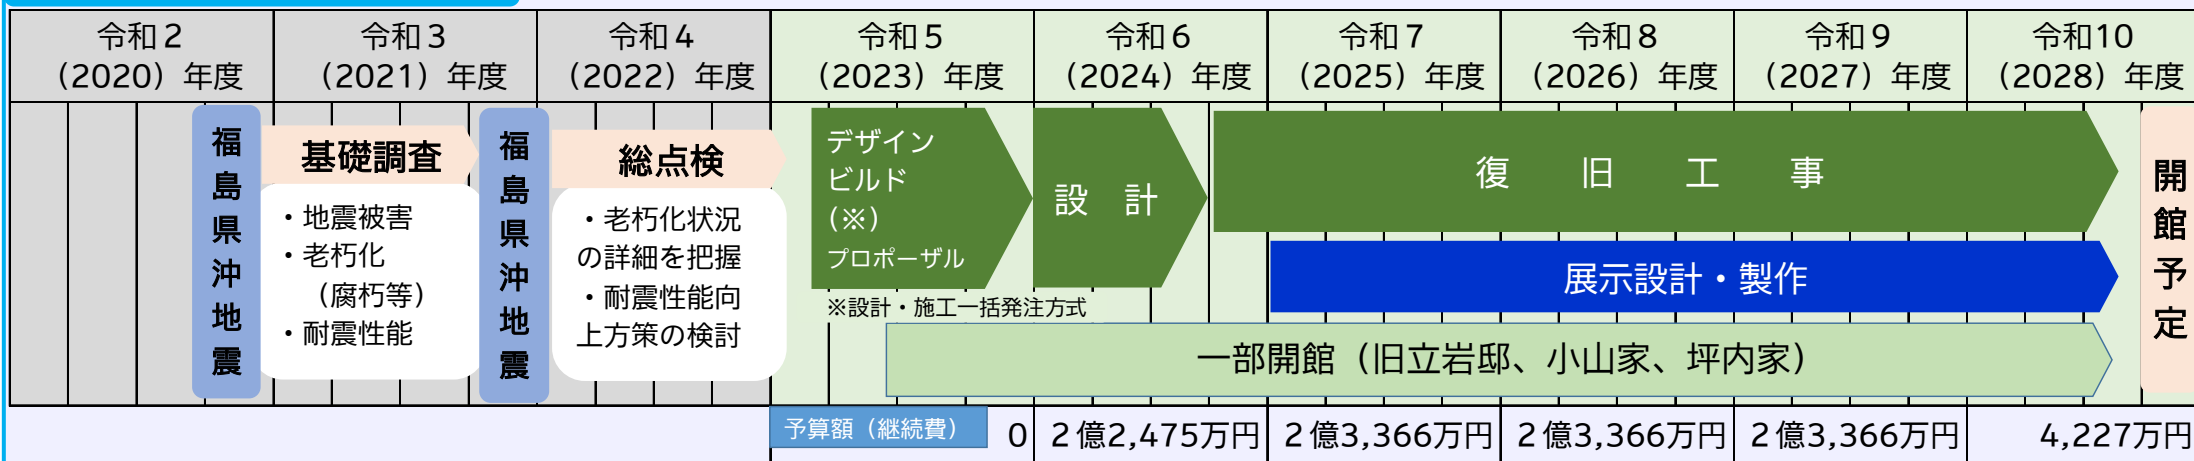 令和2
（2020）年度
令和3
（2021）年度
令和4
（2022）年度
令和5
（2023）年度
令和6
（2024）年度
令和7
（2025）年度
令和8
（2026）年度
令和9
（2027）年度
令和10
（2028）年度
福島県沖地震
基礎調査
・地震被害
・老朽化
（腐朽等）
・耐震性能
福島県沖地震
総点検
・老朽化状況
の詳細を把握
・耐震性能向
上方策の検討
デザイン
ビルド
（※）
プロポーザル
※設計・施工一括発注方式
設　計
復　旧　工　事
展示設計・製作
一部開館（旧立岩邸、小山家、坪内家）
開館予定
予算額（継続費）
0
2億2,475万円
2億3,366万円
2億3,366万円
2億3,366万円
4,227万円